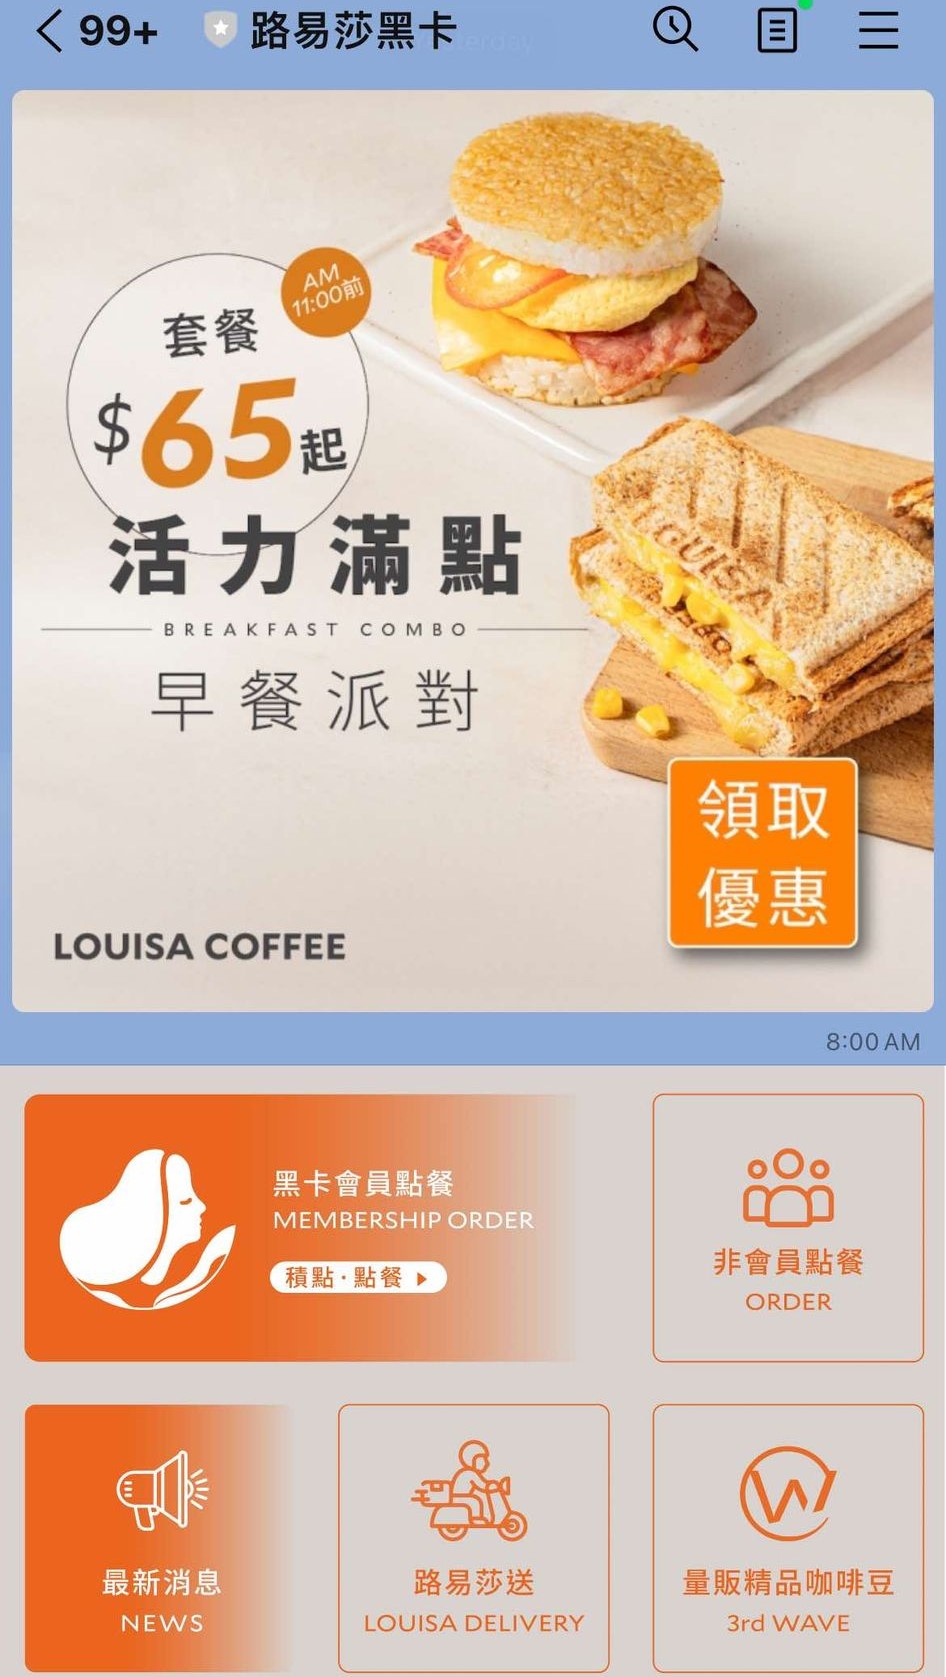 99+ 路易莎黑卡
Yesterday
AM
11:00前
套餐
$65起
活力滿點
BREAKFAST COMBO
早餐派對
LOUISA
領取
優惠
LOUISA COFFEE
8:00 AM
黑卡會員點餐
MEMBERSHIP ORDER
積點·點餐
非會員點餐
ORDER
最新消息
NEWS
路易莎送
LOUISA DELIVERY
量販精品咖啡豆
3rd WAVE